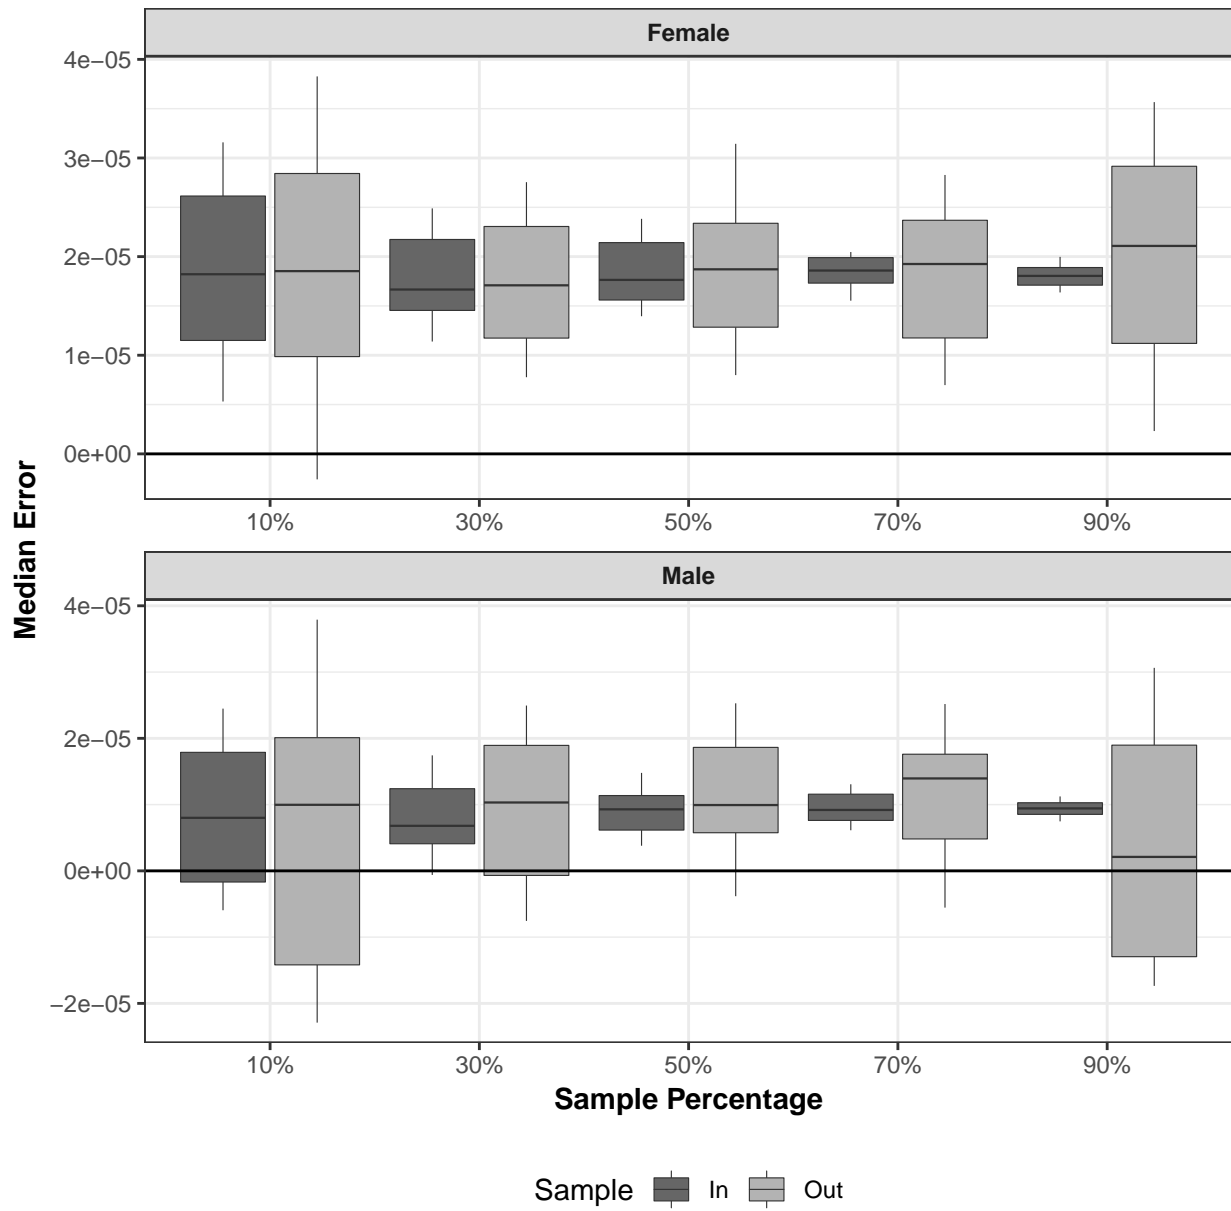 Female
4e−05
3e−05
2e−05
1e−05
0e+00
10% 30% 50% 70% 90%
Median Error
Male
4e−05
2e−05
0e+00
−2e−05
10% 30% 50% 70% 90%
Sample Percentage
Sample In Out